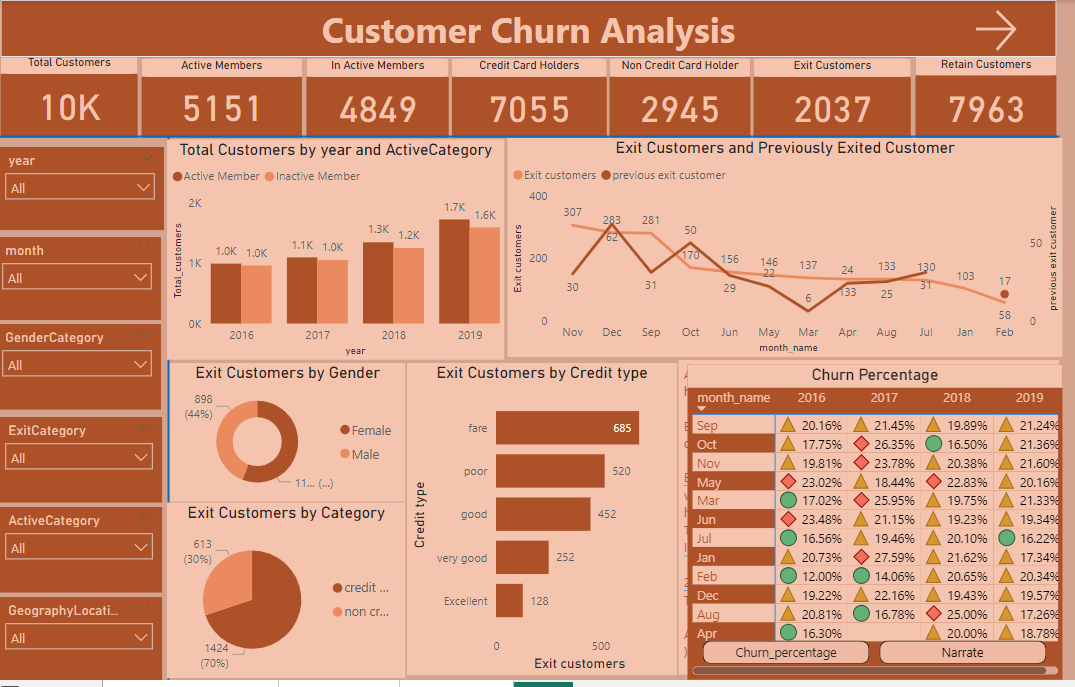 Customer Churn Analysis
Total Customers
10K
Active Members
5151
In Active Members
4849
Credit Card Holders
7055
Non Credit Card Holder
2945
Exit Customers
2037
Retain Customers
7963
year
All
month
All
GenderCategory
All
ExitCategory
All
ActiveCategory
All
GeographyLocati...
All
Total Customers by year and ActiveCategory
Active Member Inactive Member
Total_customers
2K
1K
0K
1.0K 1.0K 1.1K 1.0K 1.3K 1.2K 1.7K 1.6K
2016 2017 2018 2019
year
Exit Customers and Previously Exited Customer
Exit customers previous exit customer
Exit customers
400
200
0
307 283 281 170 156 146 137 133 133 130 103 58
30 62 31 50 29 22 6 24 25 31 17
50
0
previous exit customer
Nov Dec Sep Oct Jun May Mar Apr Aug Jul Jan Feb
month_name
Exit Customers by Gender
898
(44%)
11... (...)
Female
Male
Exit Customers by Category
613
(30%)
1424
(70%)
credit ...
non cr...
Exit Customers by Credit type
Credit type
fare 685
poor 520
good 452
very good 252
Excellent 128
0 500
Exit customers
Churn Percentage
month_name 2016 2017 2018 2019
Sep 20.16% 21.45% 19.89% 21.24%
Oct 17.75% 26.35% 16.50% 21.36%
Nov 19.81% 23.78% 20.38% 21.60%
May 23.02% 18.44% 22.83% 20.16%
Mar 17.02% 25.95% 19.75% 21.33%
Jun 23.48% 21.15% 19.23% 19.34%
Jul 16.56% 19.46% 20.10% 16.22%
Jan 20.73% 27.59% 21.62% 17.34%
Feb 12.00% 14.06% 20.65% 20.34%
Dec 19.22% 22.16% 19.43% 19.57%
Aug 20.81% 16.78% 25.00% 17.26%
Apr 16.30% 20.00% 18.78%
Churn_percentage
Narrate